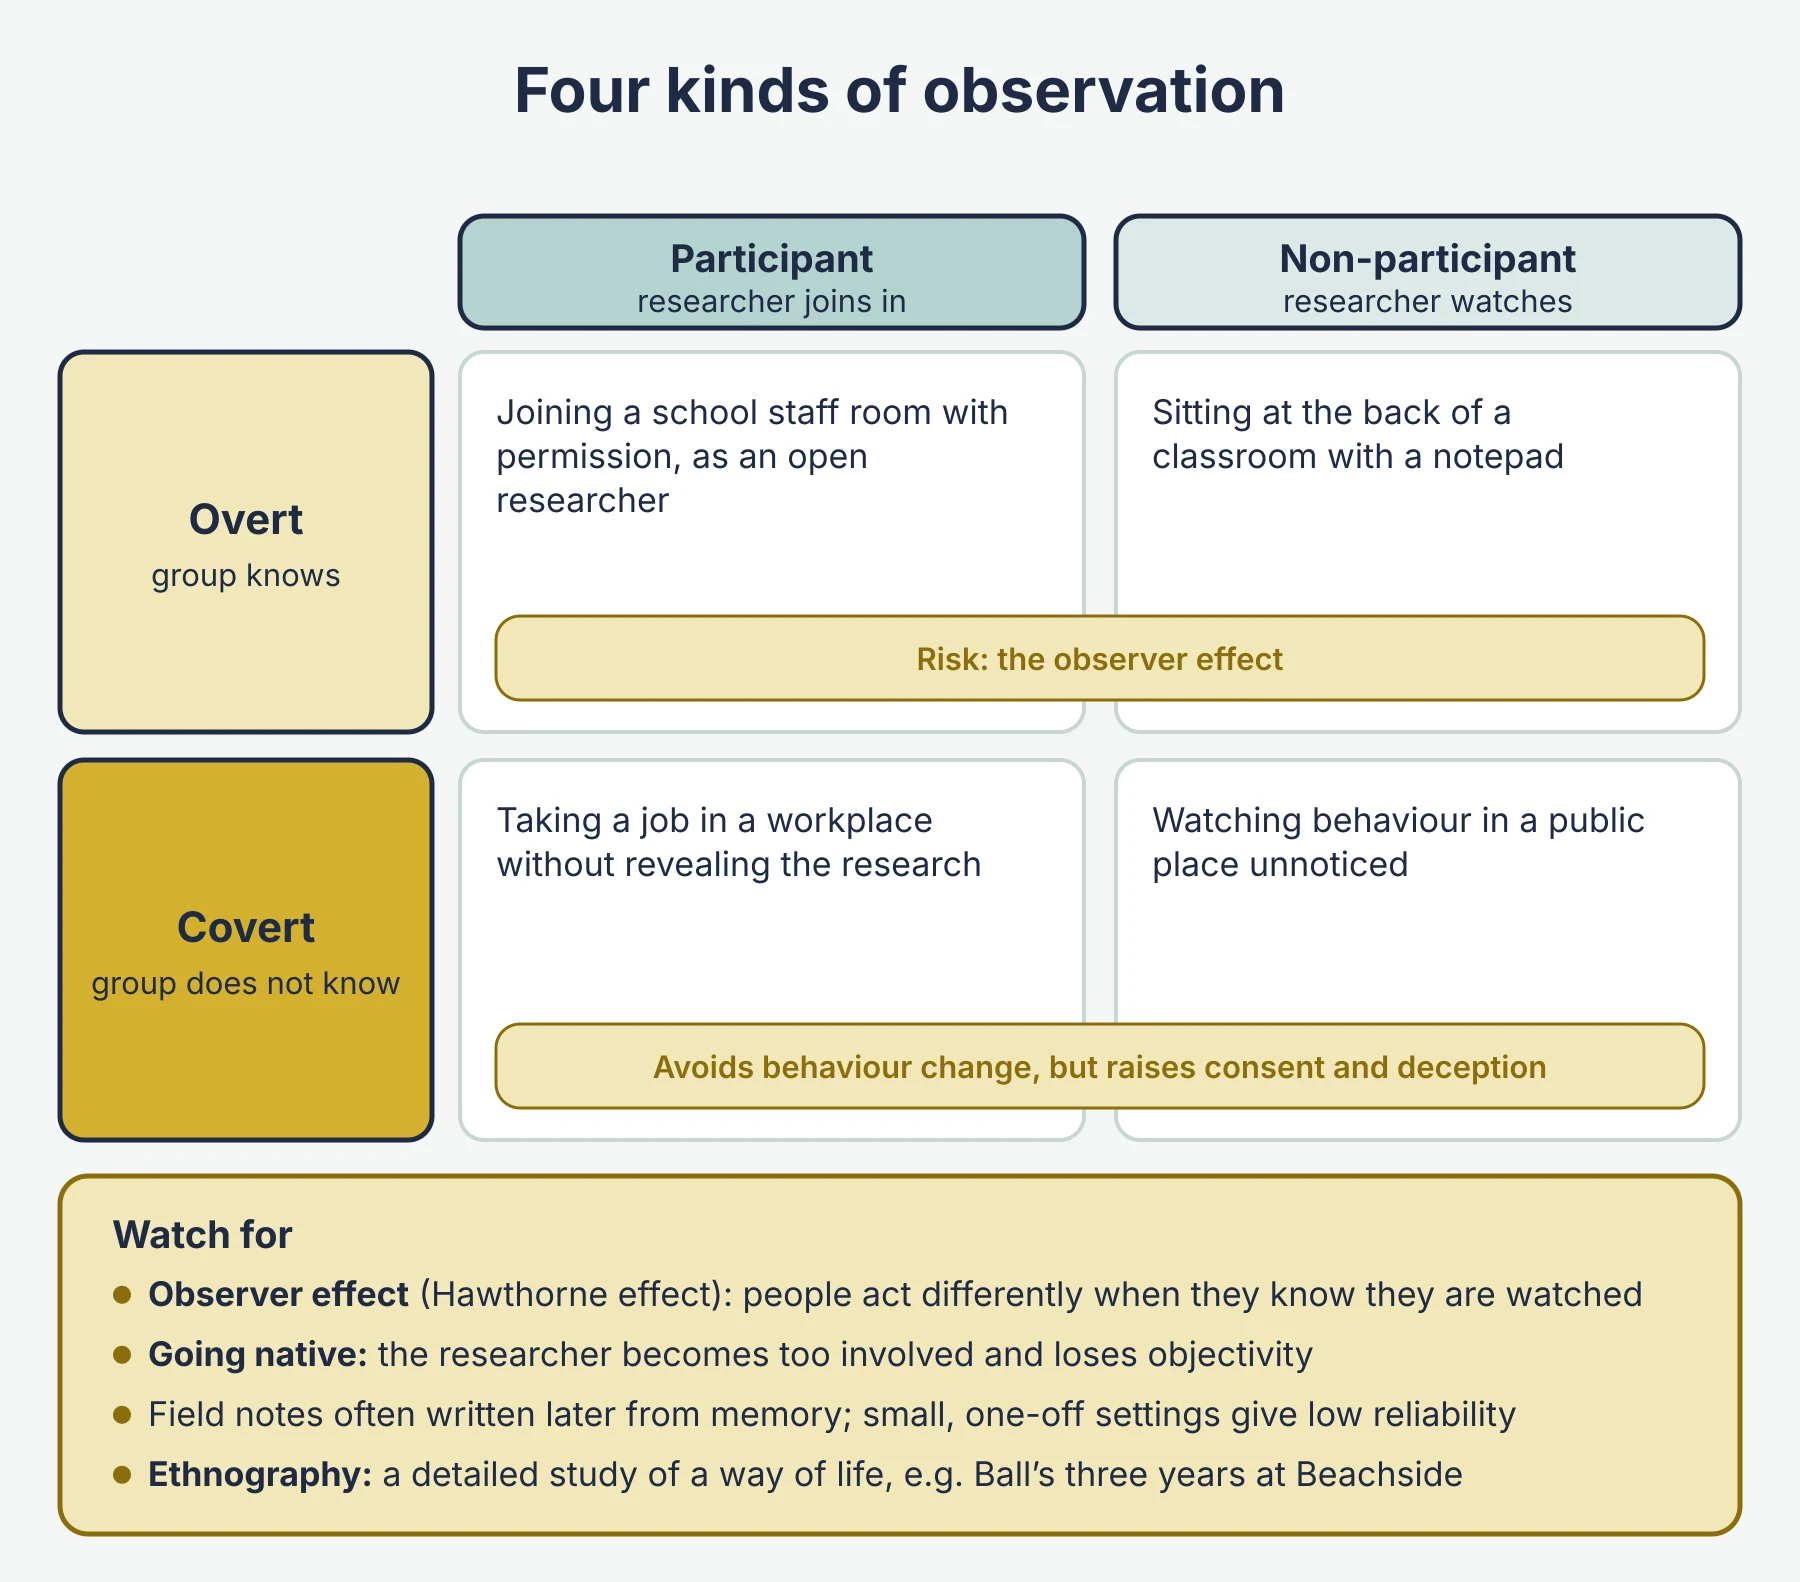 Four kinds of observation
Participant
researcher joins in
Non-participant
researcher watches
Overt
group knows
Joining a school staff room with
permission, as an open
researcher
Sitting at the back of a
classroom with a notepad
Risk: the observer effect
Covert
group does not know
Taking a job in a workplace
without revealing the research
Watching behaviour in a public
place unnoticed
Avoids behaviour change, but raises consent and deception
Watch for
Observer effect (Hawthorne effect): people act differently when they know they are watched
Going native: the researcher becomes too involved and loses objectivity
Field notes often written later from memory; small, one-off settings give low reliability
Ethnography: a detailed study of a way of life, e.g. Ball’s three years at Beachside